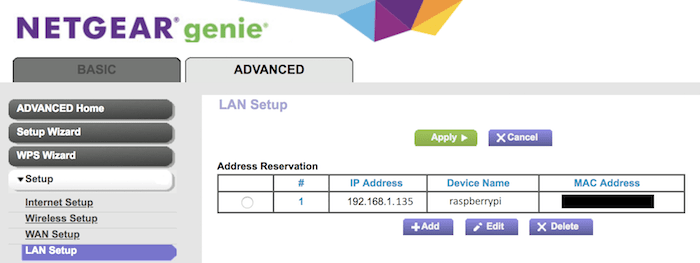 NETGEAR® genie®
BASIC
ADVANCED
ADVANCED Home
Setup Wizard
WPS Wizard
Setup
Internet Setup
Wireless Setup
WAN Setup
LAN Setup
LAN Setup
Apply
X Cancel
Address Reservation
# IP Address Device Name MAC Address
1 192.168.1.135 raspberrypi
+Add Edit X Delete